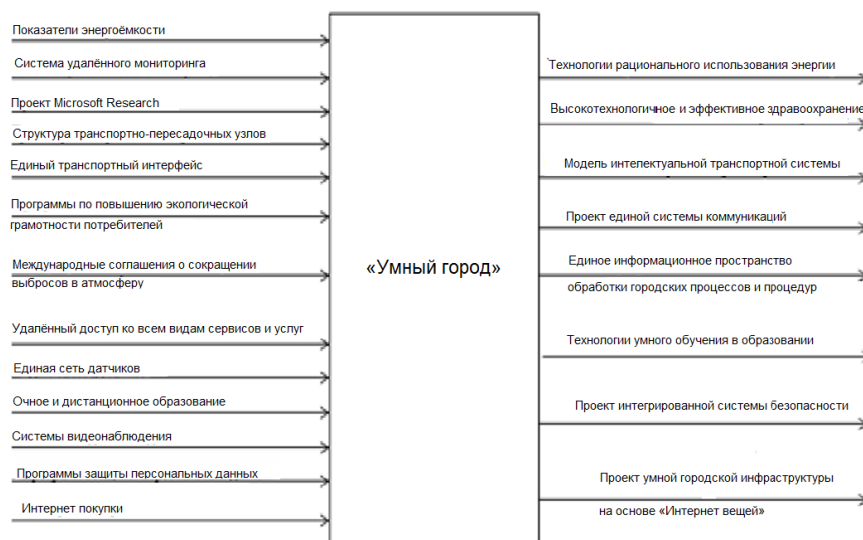 Показатели энергоёмкости
Система удалённого мониторинга
Проект Microsoft Research
Структура транспортно-пересадочных узлов
Единый транспортный интерфейс
Программы по повышению экологической
грамотности потребителей
Международные соглашения о сокращении
выбросов в атмосферу
Удалённый доступ ко всем видам сервисов и услуг
Единая сеть датчиков
Очное и дистанционное образование
Системы видеонаблюдения
Программы защиты персональных данных
Интернет покупки
«Умный город»
Технологии рационального использования энергии
Высокотехнологичное и эффективное здравоохранение
Модель интелектуальной транспортной системы
Проект единой системы коммуникаций
Единое информационное пространство
обработки городских процессов и процедур
Технологии умного обучения в образовании
Проект интегрированной системы безопасности
Проект умной городской инфраструктуры
на основе «Интернет вещей»